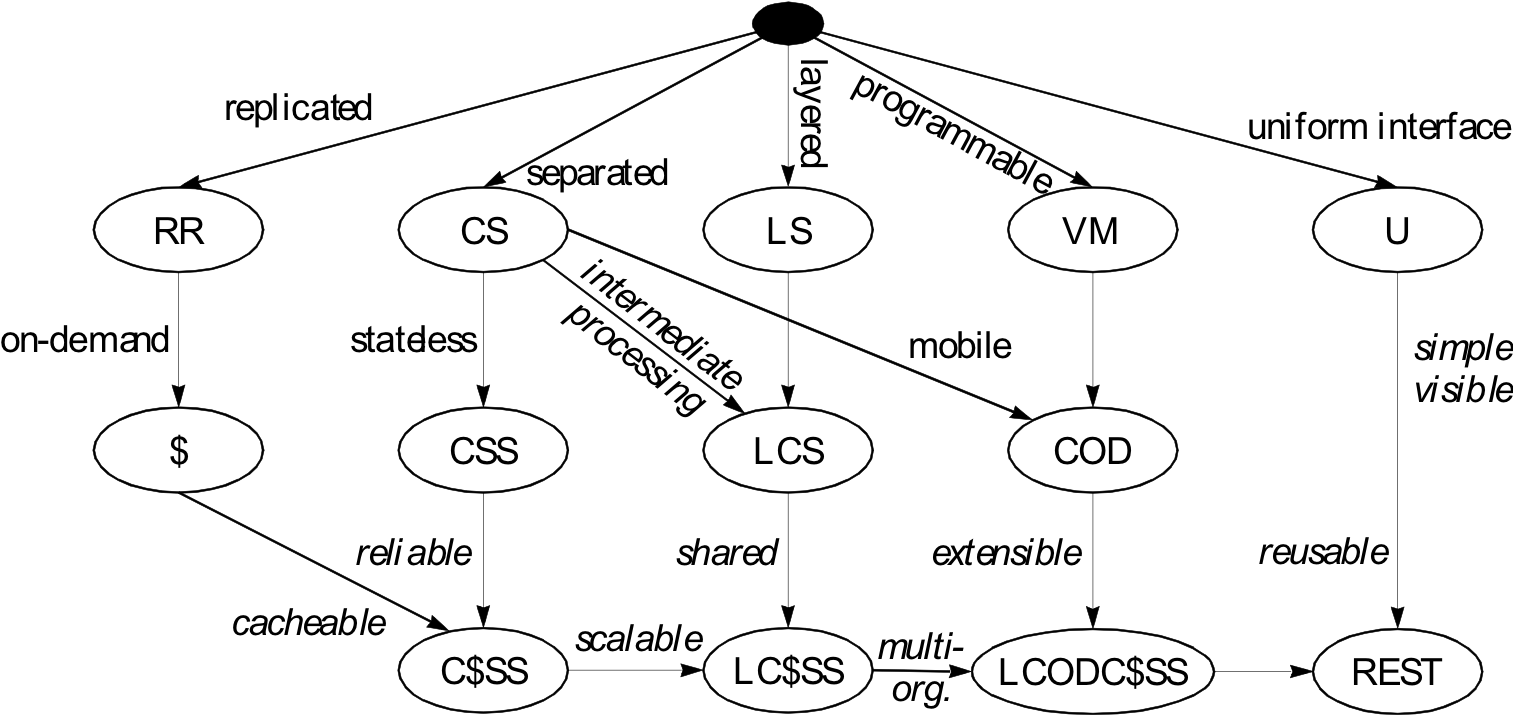 layered
programmable
replicated
uniform interface
separated
RR
CS
LS
VM
U
intermediate
processing
on-demand
stateless
mobile
simple
visible
$
CSS
LCS
COD
reliable
shared
extensible
reusable
cacheable
scalable
multi-
org.
C$SS
LC$SS
LCODC$SS
REST